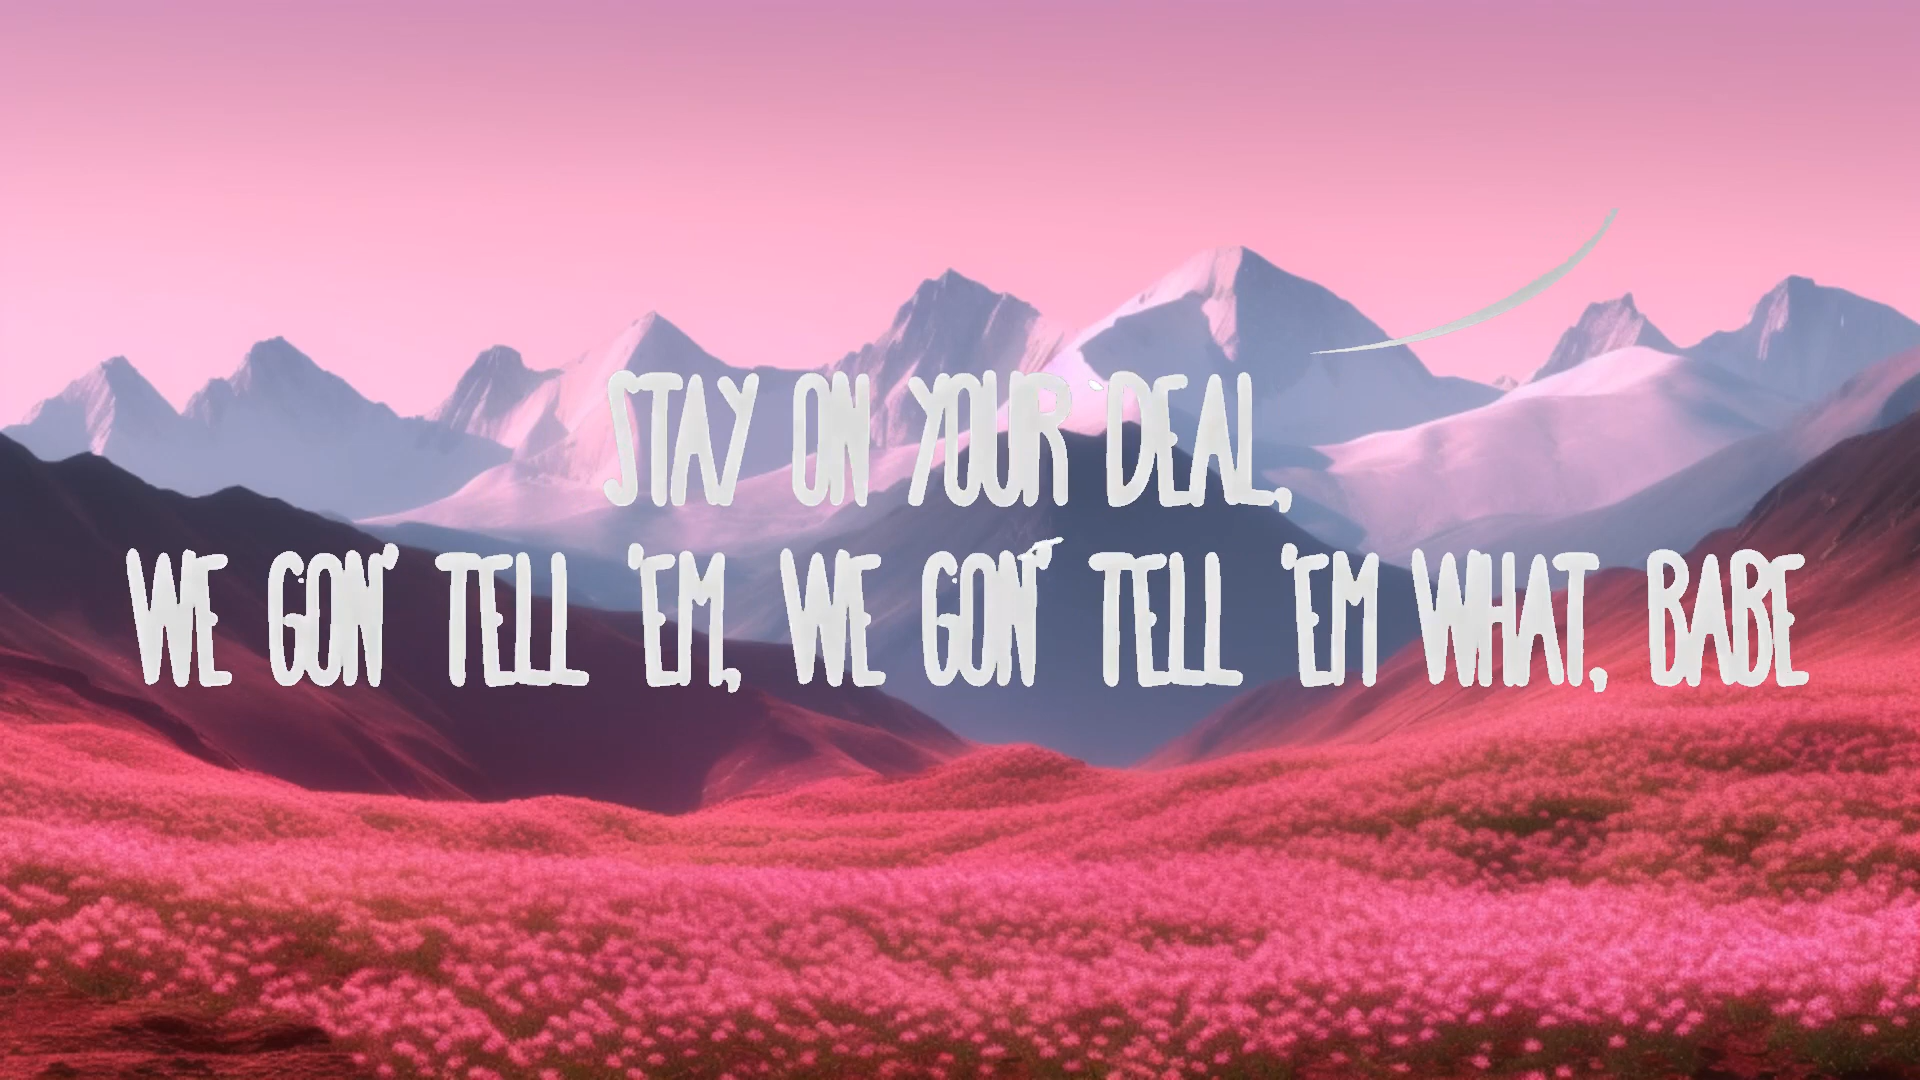 STAY ON YOUR DEAL,
WE GON' TELL 'EM, WE GON' TELL 'EM WHAT, BABE